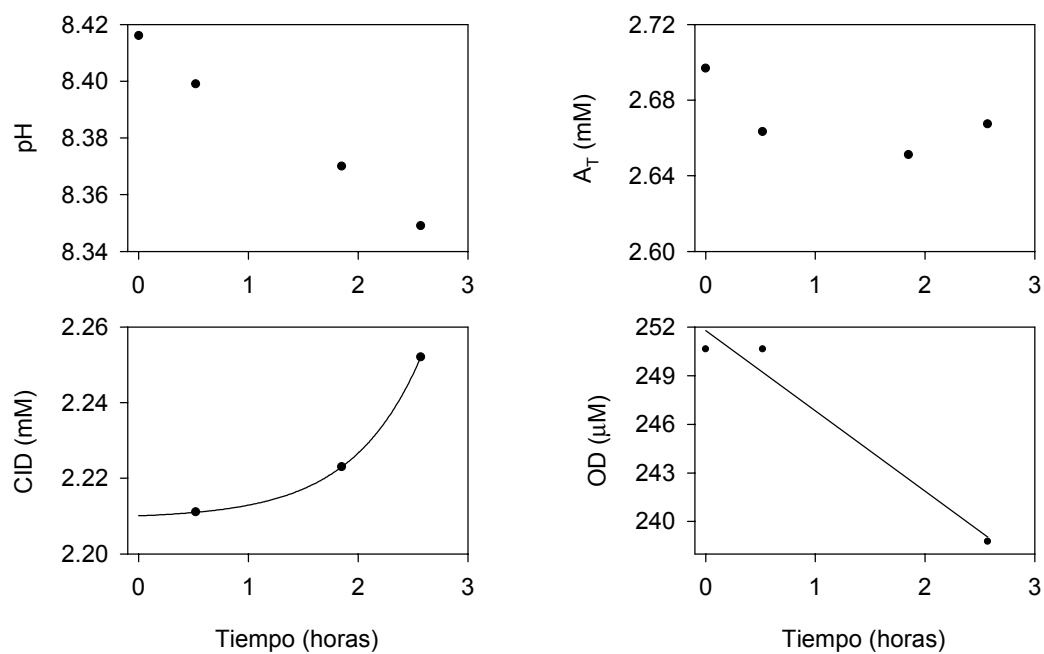 8.42
8.40
8.38
8.36
8.34
pH
0 1 2 3
2.72
2.68
2.64
2.60
A_T (mM)
0 1 2 3
2.26
2.24
2.22
2.20
CID (mM)
0 1 2 3
Tiempo (horas)
252
249
246
243
240
OD (μM)
0 1 2 3
Tiempo (horas)